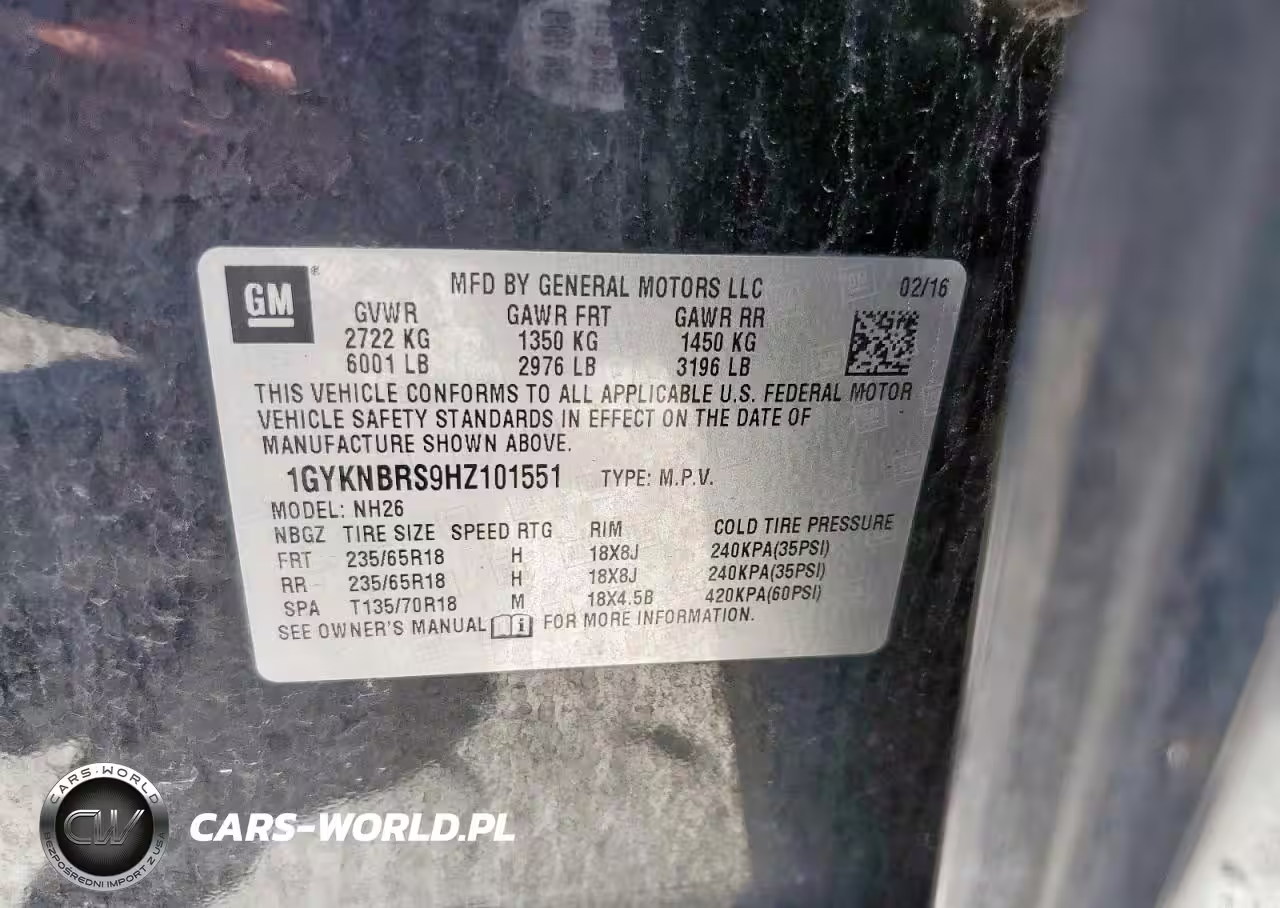 GM ®
MFD BY GENERAL MOTORS LLC 02/16
GVWR GAWR FRT GAWR RR
2722 KG 1350 KG 1450 KG
6001 LB 2976 LB 3196 LB
THIS VEHICLE CONFORMS TO ALL APPLICABLE U.S. FEDERAL MOTOR
VEHICLE SAFETY STANDARDS IN EFFECT ON THE DATE OF
MANUFACTURE SHOWN ABOVE.
1GYKNBRS9HZ101551 TYPE: M.P.V.
MODEL: NH26
NBGZ TIRE SIZE SPEED RTG RIM COLD TIRE PRESSURE
FRT 235/65R18 H 18X8J 240KPA(35PSI)
RR 235/65R18 H 18X8J 240KPA(35PSI)
SPA T135/70R18 M 18X4.5B 420KPA(60PSI)
SEE OWNER'S MANUAL i FOR MORE INFORMATION.
CARS-WORLD
CW
BEZPOŚREDNI IMPORT Z USA
CARS-WORLD.PL